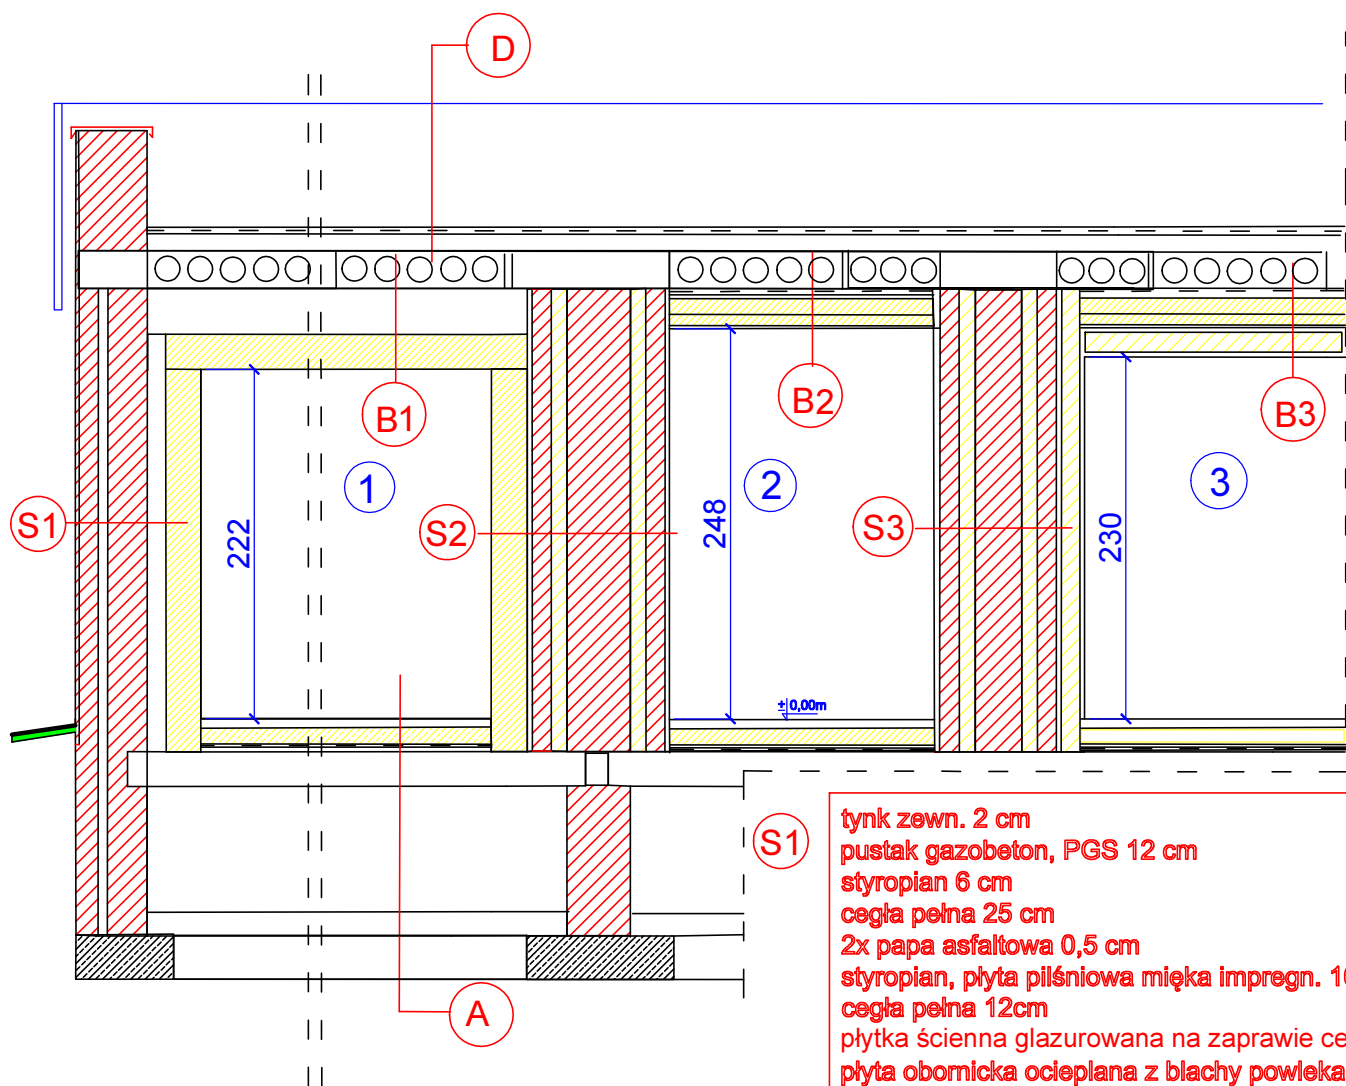 D
B1
B2
B3
1
2
3
S1
S2
S3
222
248
230
±0,00m
A
S1
tynk zewn. 2 cm
pustak gazobeton, PGS 12 cm
styropian 6 cm
cegła pełna 25 cm
2x papa asfaltowa 0,5 cm
styropian, płyta pilśniowa mięka impregn. 10
cegła pełna 12cm
płytka ścienna glazurowana na zaprawie ce
płyta obornicka ocieplana z blachy powleka